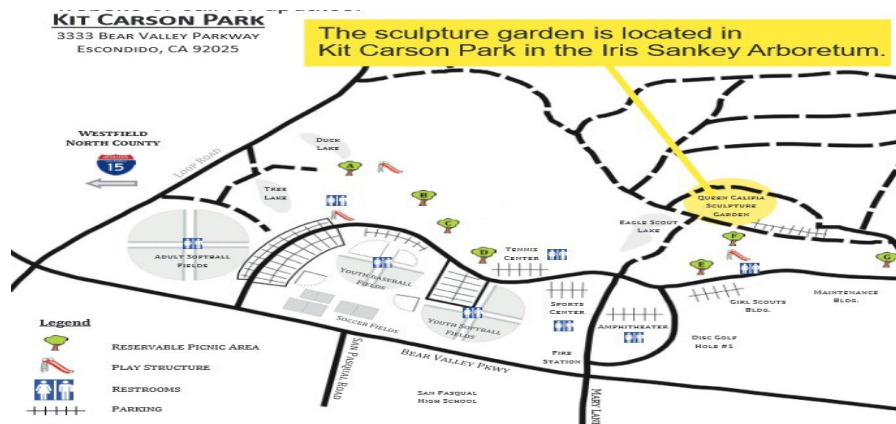 KIT CARSON PARK
3333 BEAR VALLEY PARKWAY
ESCONDIDO, CA 92025
The sculpture garden is located in
Kit Carson Park in the Iris Sankey Arboretum.
WESTFIELD
NORTH COUNTY
15
LOOP ROAD
DUCK
LAKE
A
TREE
LAKE
B
C
QUEEN CALIFIA
SCULPTURE
GARDEN
EAGLE SCOUT
LAKE
F
ADULT SOFTBALL
FIELDS
YOUTH BASEBALL
FIELDS
D
TENNIS
CENTER
E
G
GIRL SCOUTS
BLDG.
MAINTENANCE
BLDG.
SOCCER FIELDS
YOUTH SOFTBALL
FIELDS
SPORTS
CENTER
AMPHITHEATER
DISC GOLF
HOLE #1
FIRE
STATION
Legend
RESERVABLE PICNIC AREA
PLAY STRUCTURE
RESTROOMS
PARKING
SAN PASQUAL ROAD
BEAR VALLEY PKWY
SAN PASQUAL
HIGH SCHOOL
MARY LANE